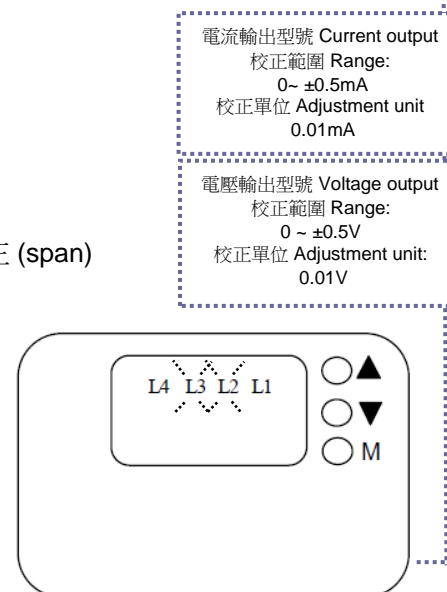 電流輸出型號 Current output
校正範圍 Range:
0~ ±0.5mA
校正單位 Adjustment unit
0.01mA
電壓輸出型號 Voltage output
校正範圍 Range:
0 ~ ±0.5V
校正單位 Adjustment unit:
0.01V
正 (span)
L4 L3 L2 L1
▲
▼
M